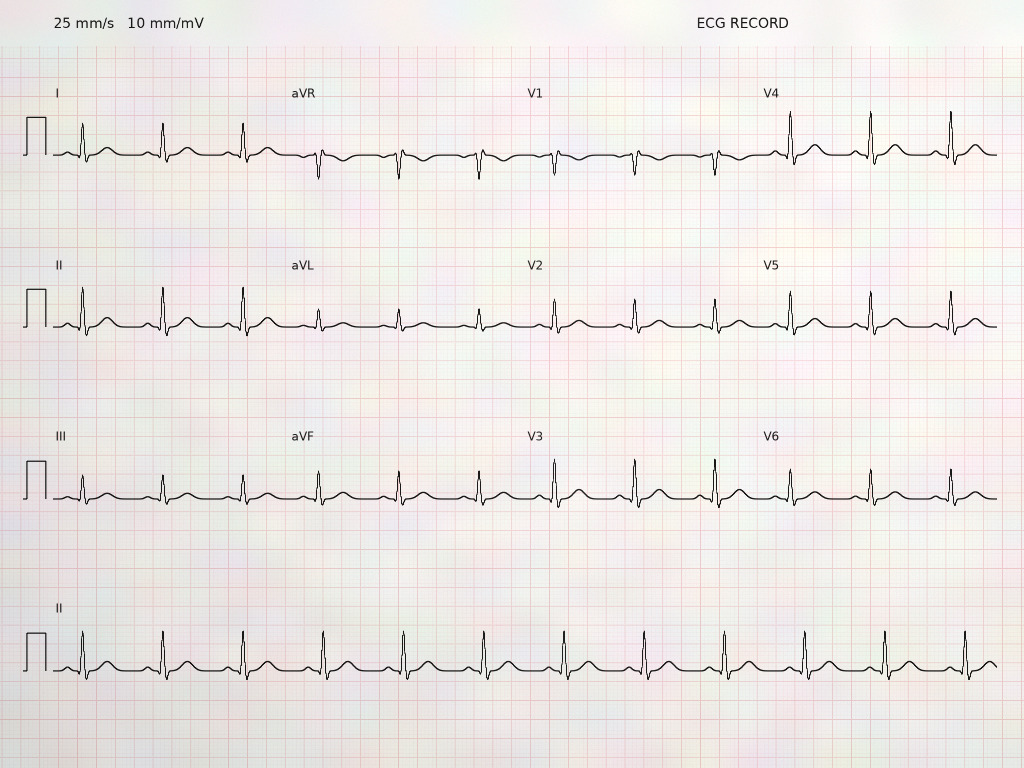 25 mm/s 10 mm/mV ECG RECORD
I aVR V1 V4
II aVL V2 V5
III aVF V3 V6
II